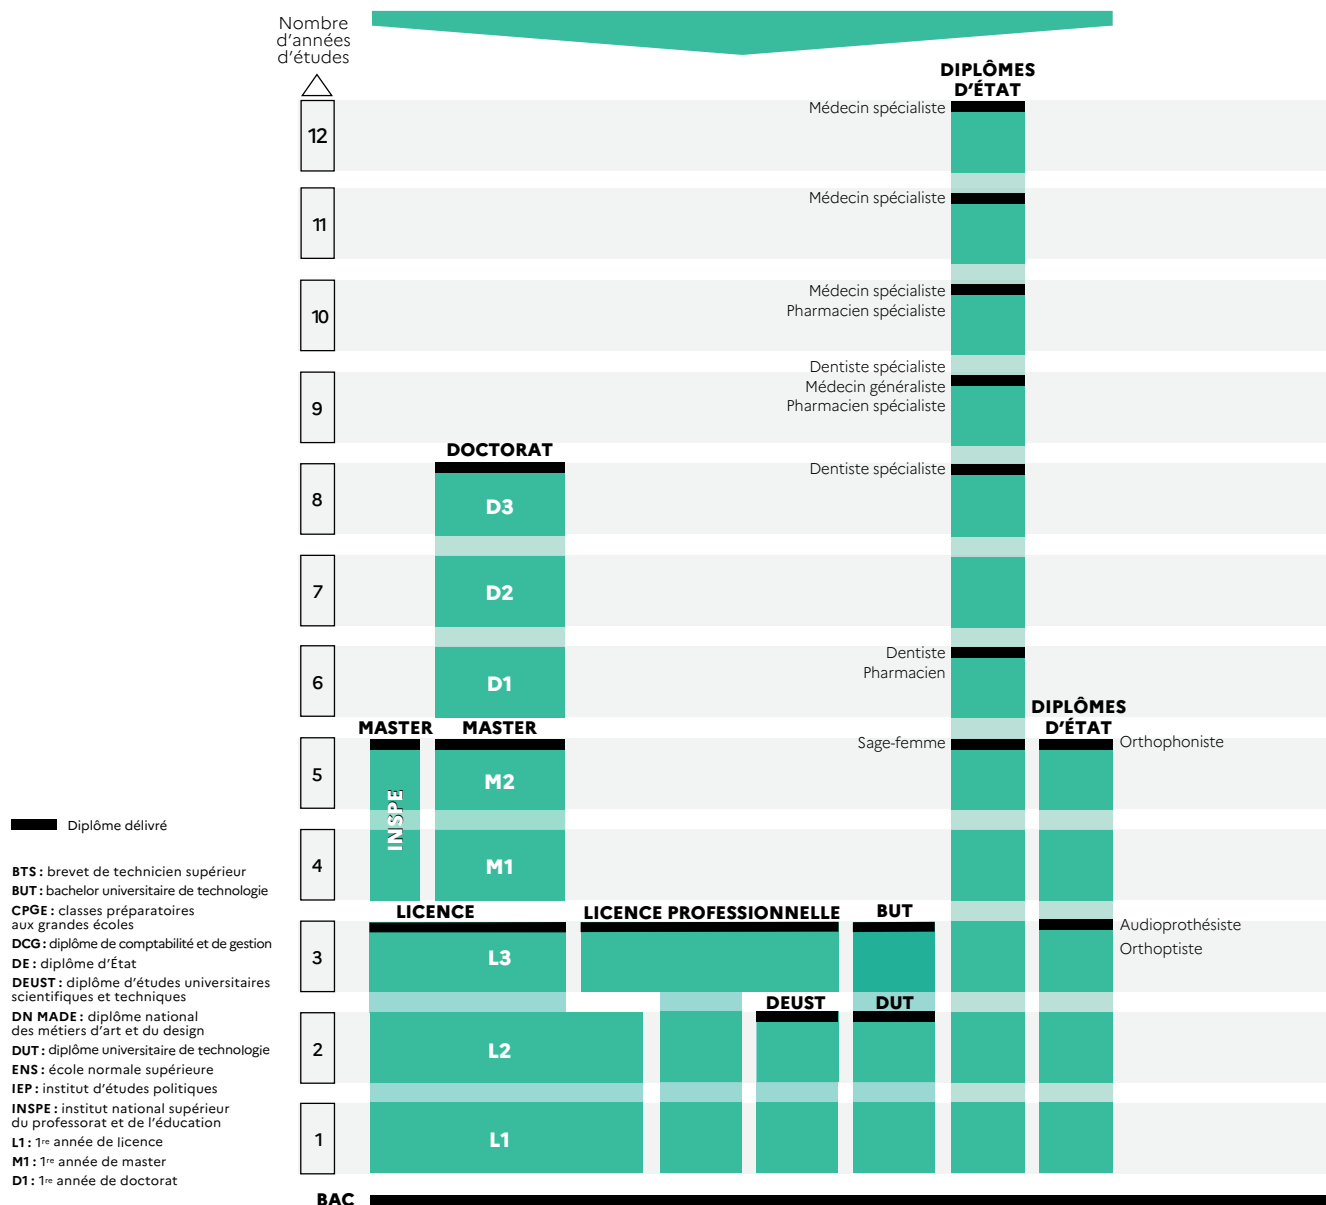 Nombre
d'années
d'études
DIPLÔMES
D'ÉTAT
12
Médecin spécialiste
11
Médecin spécialiste
10
Médecin spécialiste
Pharmacien spécialiste
9
Dentiste spécialiste
Médecin généraliste
Pharmacien spécialiste
DOCTORAT
8
D3
Dentiste spécialiste
7
D2
6
D1
Dentiste
Pharmacien
DIPLÔMES
D'ÉTAT
MASTER
MASTER
5
INSPE
M2
Sage-femme
Orthophoniste
4
M1
LICENCE
LICENCE PROFESSIONNELLE
BUT
3
L3
Audioprothésiste
Orthoptiste
DEUST
DUT
2
L2
1
L1
BAC
Diplôme délivré
BTS : brevet de technicien supérieur
BUT : bachelor universitaire de technologie
CPGE : classes préparatoires
aux grandes écoles
DCG : diplôme de comptabilité et de gestion
DE : diplôme d'État
DEUST : diplôme d'études universitaires
scientifiques et techniques
DN MADE : diplôme national
des métiers d'art et du design
DUT : diplôme universitaire de technologie
ENS : école normale supérieure
IEP : institut d'études politiques
INSPE : institut national supérieur
du professorat et de l'éducation
L1 : 1re année de licence
M1 : 1re année de master
D1 : 1re année de doctorat